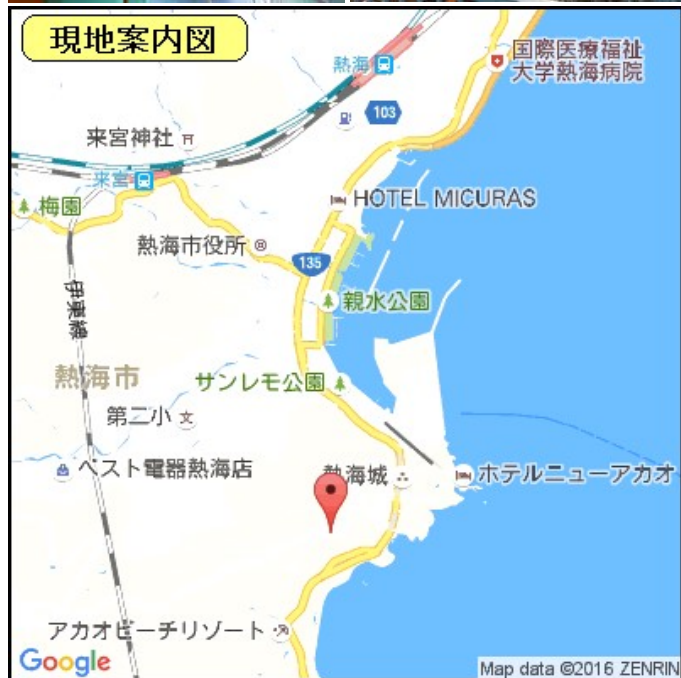 現地案内図
熱海
国際医療福祉
大学熱海病院
103
来宮神社
来宮
梅園
HOTEL MICURAS
熱海市役所
135
親水公園
伊東線
熱海市
サンレモ公園
第二小
文
ベスト電器熱海店
熱海城
ホテルニューアカオ
アカオビーチリゾート
Google
Map data ©2016 ZENRIN